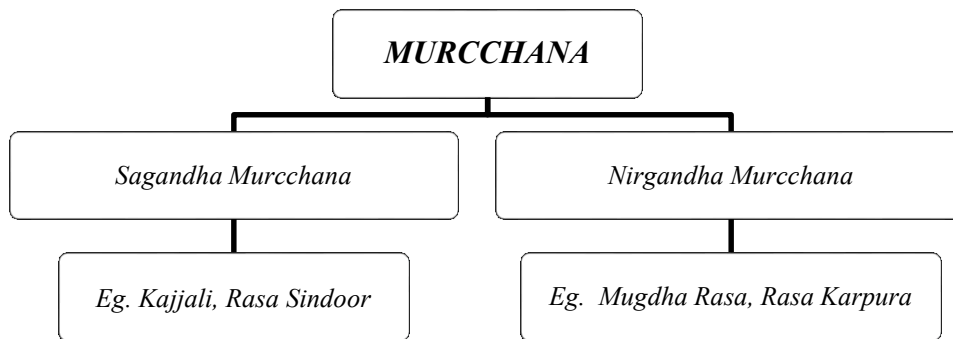 MURCCHANA
Sagandha Murcchana
Nirgandha Murcchana
Eg. Kajjali, Rasa Sindoor
Eg. Mugdha Rasa, Rasa Karpura